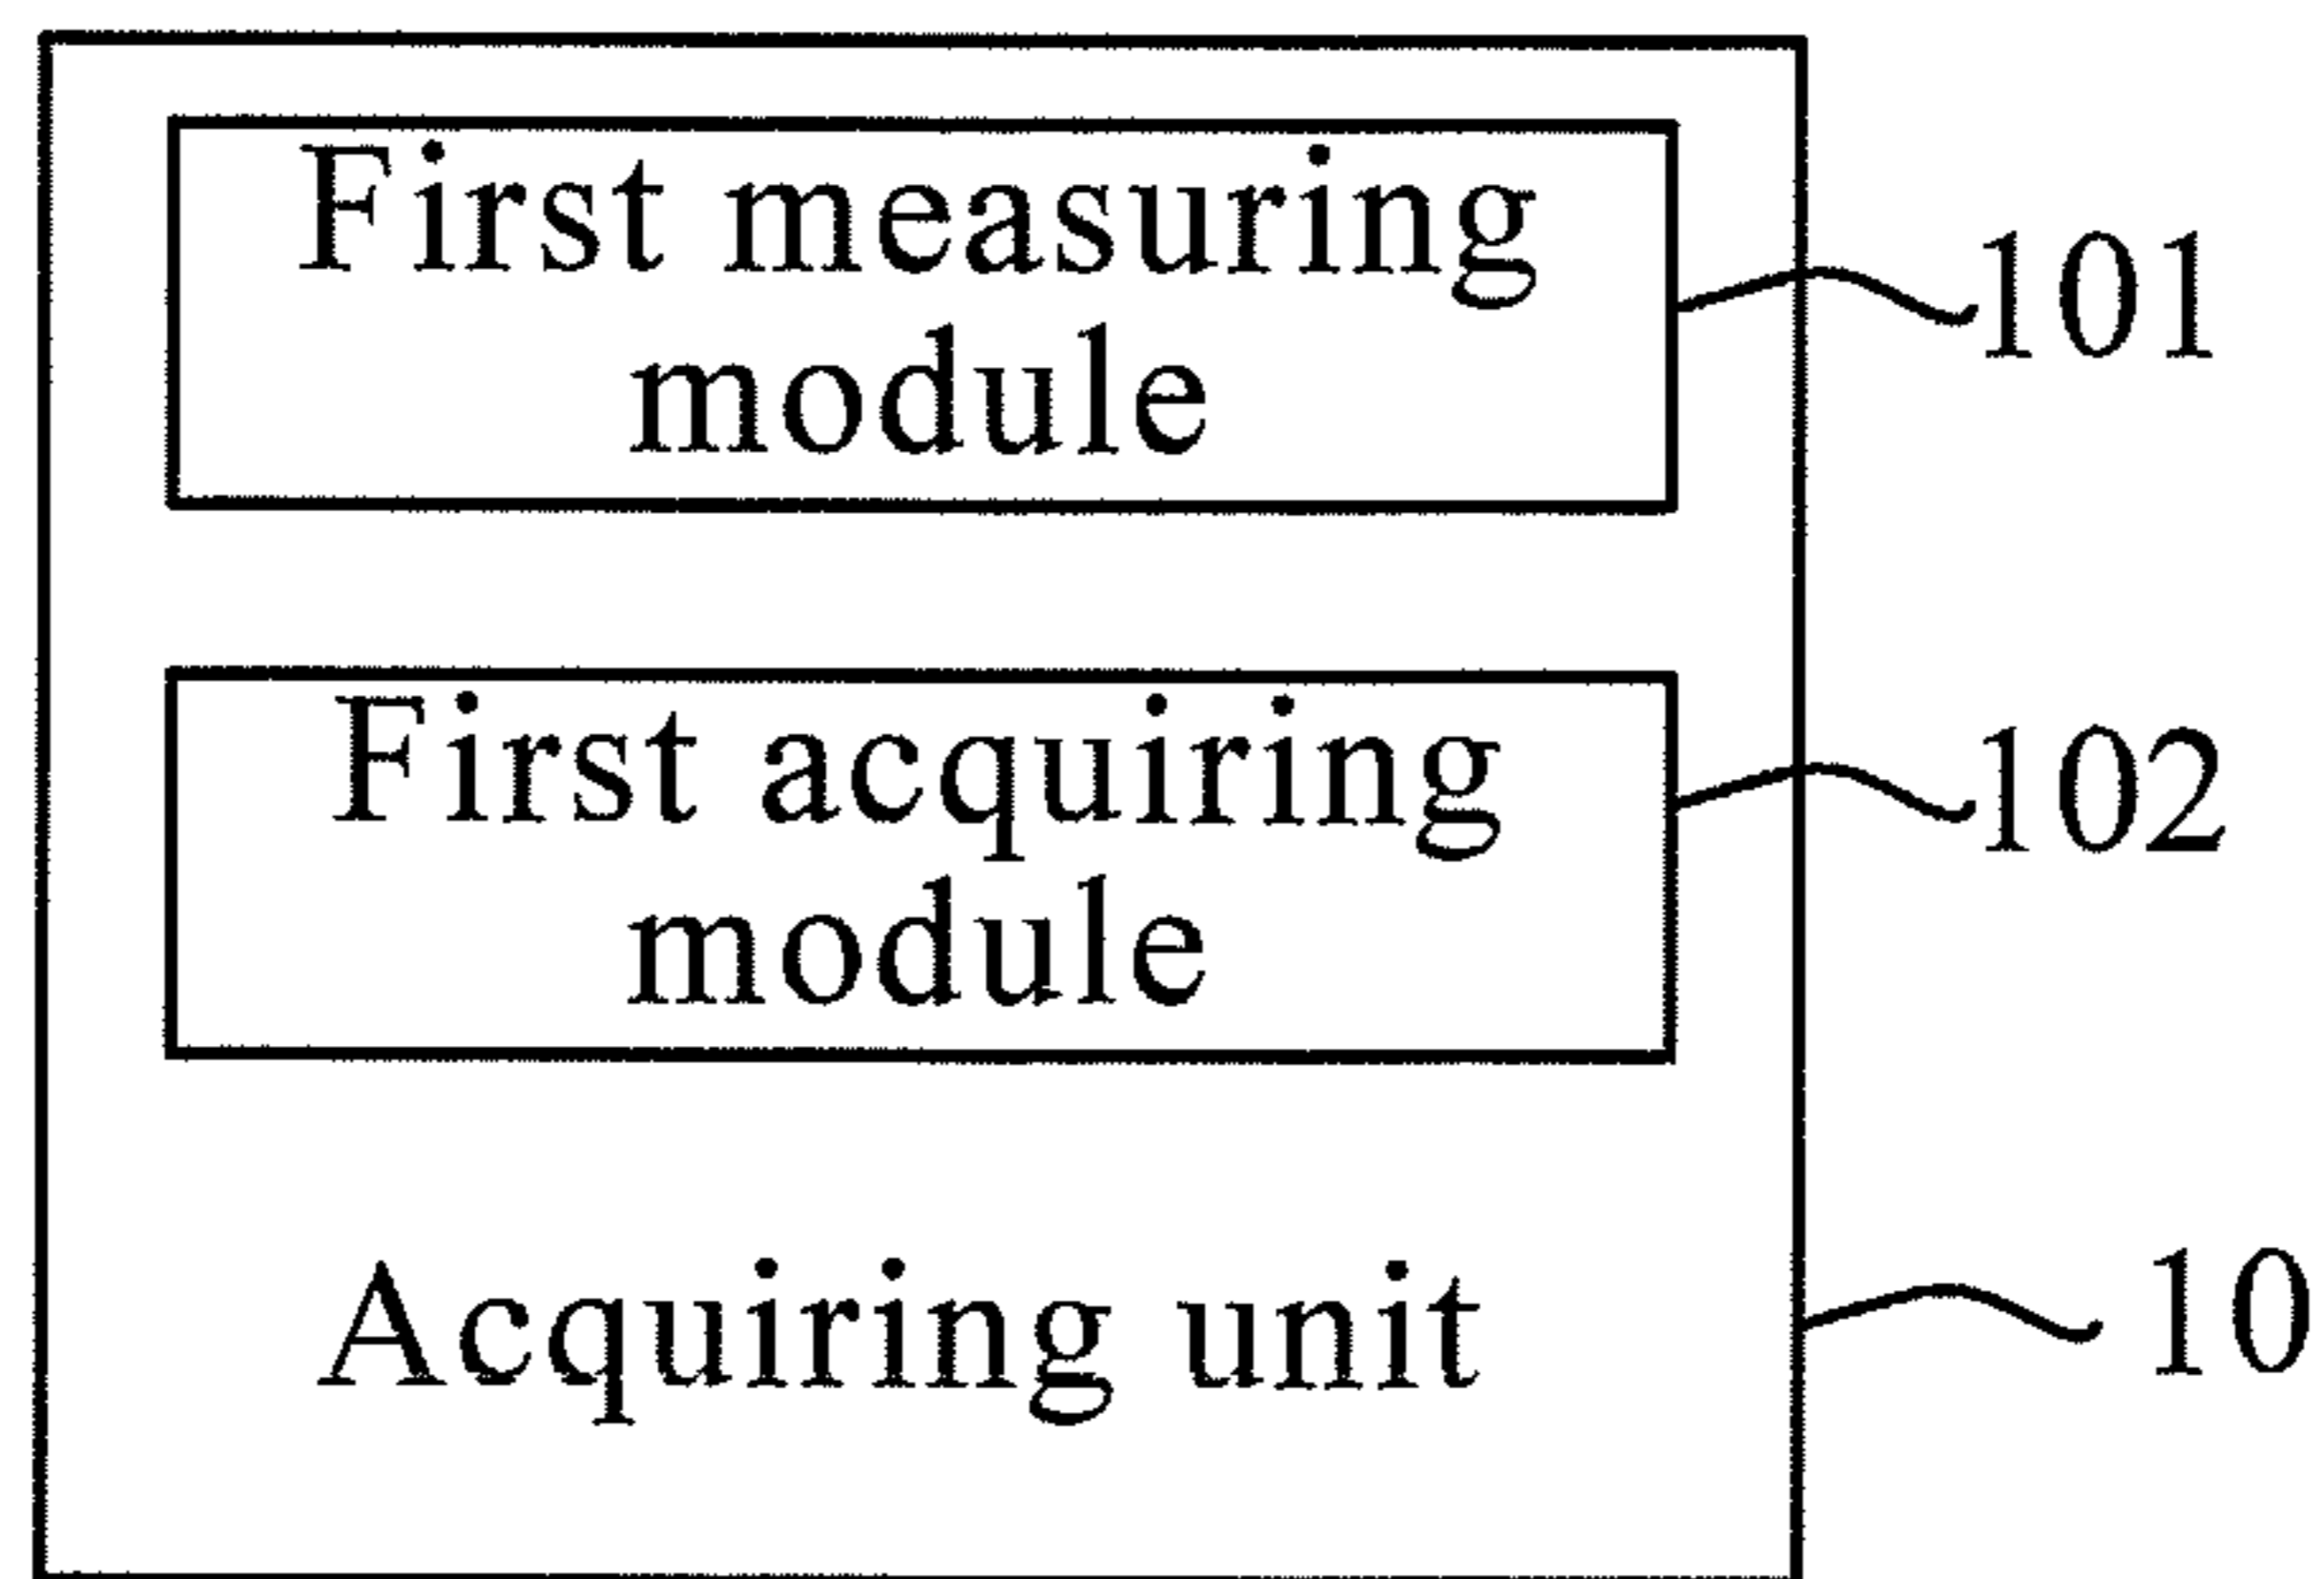 First measuring
module
101
First acquiring
module
102
Acquiring unit
10